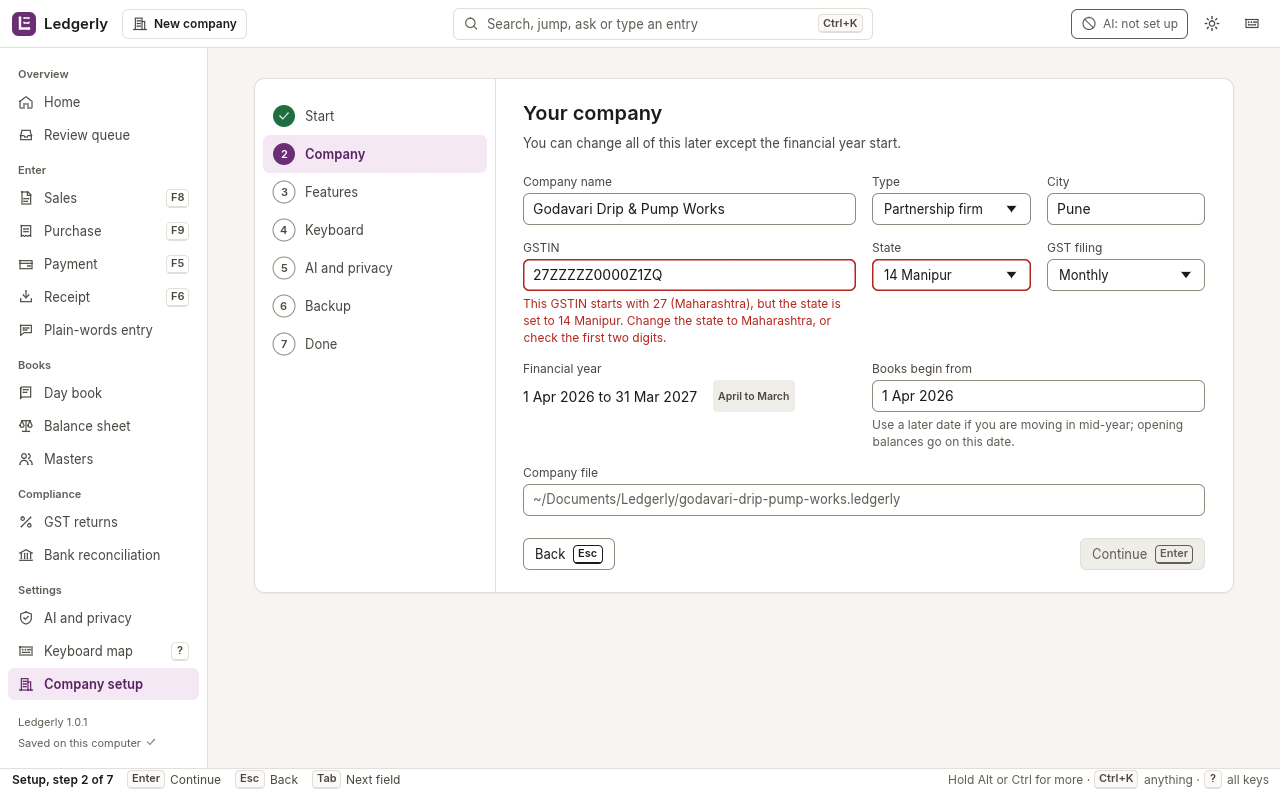 Ledgerly
New company
Search, jump, ask or type an entry
Ctrl+K
AI: not set up
Overview
Home
Review queue
Enter
Sales F8
Purchase F9
Payment F5
Receipt F6
Plain-words entry
Books
Day book
Balance sheet
Masters
Compliance
GST returns
Bank reconciliation
Settings
AI and privacy
Keyboard map ?
Company setup
Ledgerly 1.0.1
Saved on this computer
Start
2 Company
3 Features
4 Keyboard
5 AI and privacy
6 Backup
7 Done
Your company
You can change all of this later except the financial year start.
Company name
Godavari Drip & Pump Works
Type
Partnership firm
City
Pune
GSTIN
27ZZZZZ0000Z1ZQ
This GSTIN starts with 27 (Maharashtra), but the state is
set to 14 Manipur. Change the state to Maharashtra, or
check the first two digits.
State
14 Manipur
GST filing
Monthly
Financial year
1 Apr 2026 to 31 Mar 2027 April to March
Books begin from
1 Apr 2026
Use a later date if you are moving in mid-year; opening
balances go on this date.
Company file
~/Documents/Ledgerly/godavari-drip-pump-works.ledgerly
Back Esc
Continue Enter
Setup, step 2 of 7 Enter Continue Esc Back Tab Next field
Hold Alt or Ctrl for more · Ctrl+K anything · ? all keys